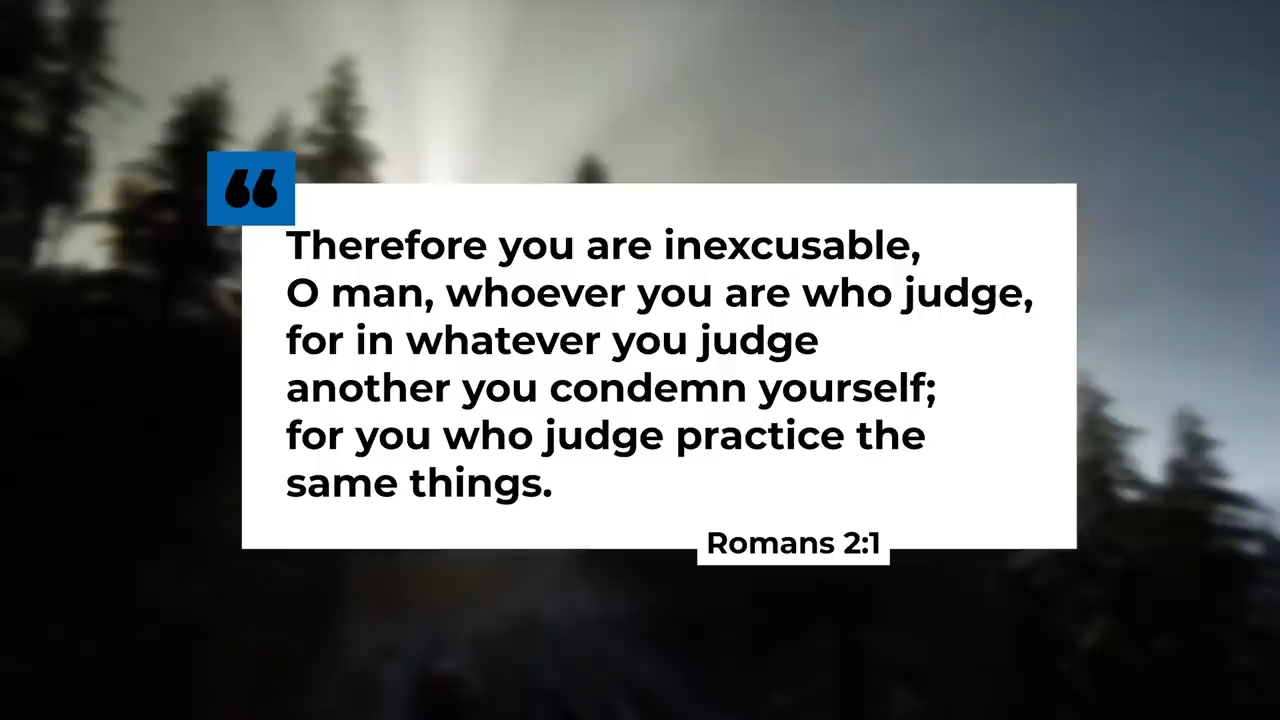 “
Therefore you are inexcusable,
O man, whoever you are who judge,
for in whatever you judge
another you condemn yourself;
for you who judge practice the
same things.
Romans 2:1